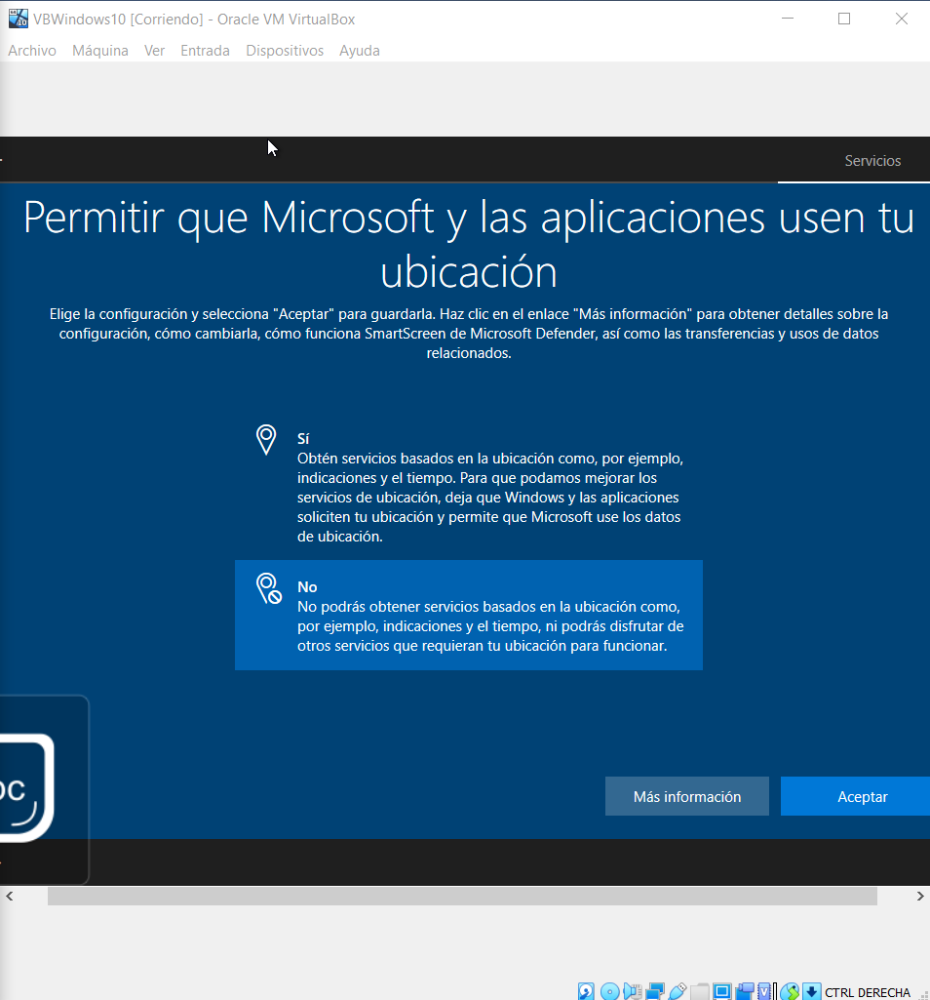 VBWindows10 [Corriendo] - Oracle VM VirtualBox
Archivo Máquina Ver Entrada Dispositivos Ayuda
Servicios
Permitir que Microsoft y las aplicaciones usen tu
ubicación
Elige la configuración y selecciona "Aceptar" para guardarla. Haz clic en el enlace "Más información" para obtener detalles sobre la
configuración, cómo cambiarla, cómo funciona SmartScreen de Microsoft Defender, así como las transferencias y usos de datos
relacionados.
Sí
Obtén servicios basados en la ubicación como, por ejemplo,
indicaciones y el tiempo. Para que podamos mejorar los
servicios de ubicación, deja que Windows y las aplicaciones
soliciten tu ubicación y permite que Microsoft use los datos
de ubicación.
No
No podrás obtener servicios basados en la ubicación como,
por ejemplo, indicaciones y el tiempo, ni podrás disfrutar de
otros servicios que requieran tu ubicación para funcionar.
Más información
Aceptar
CTRL DERECHA